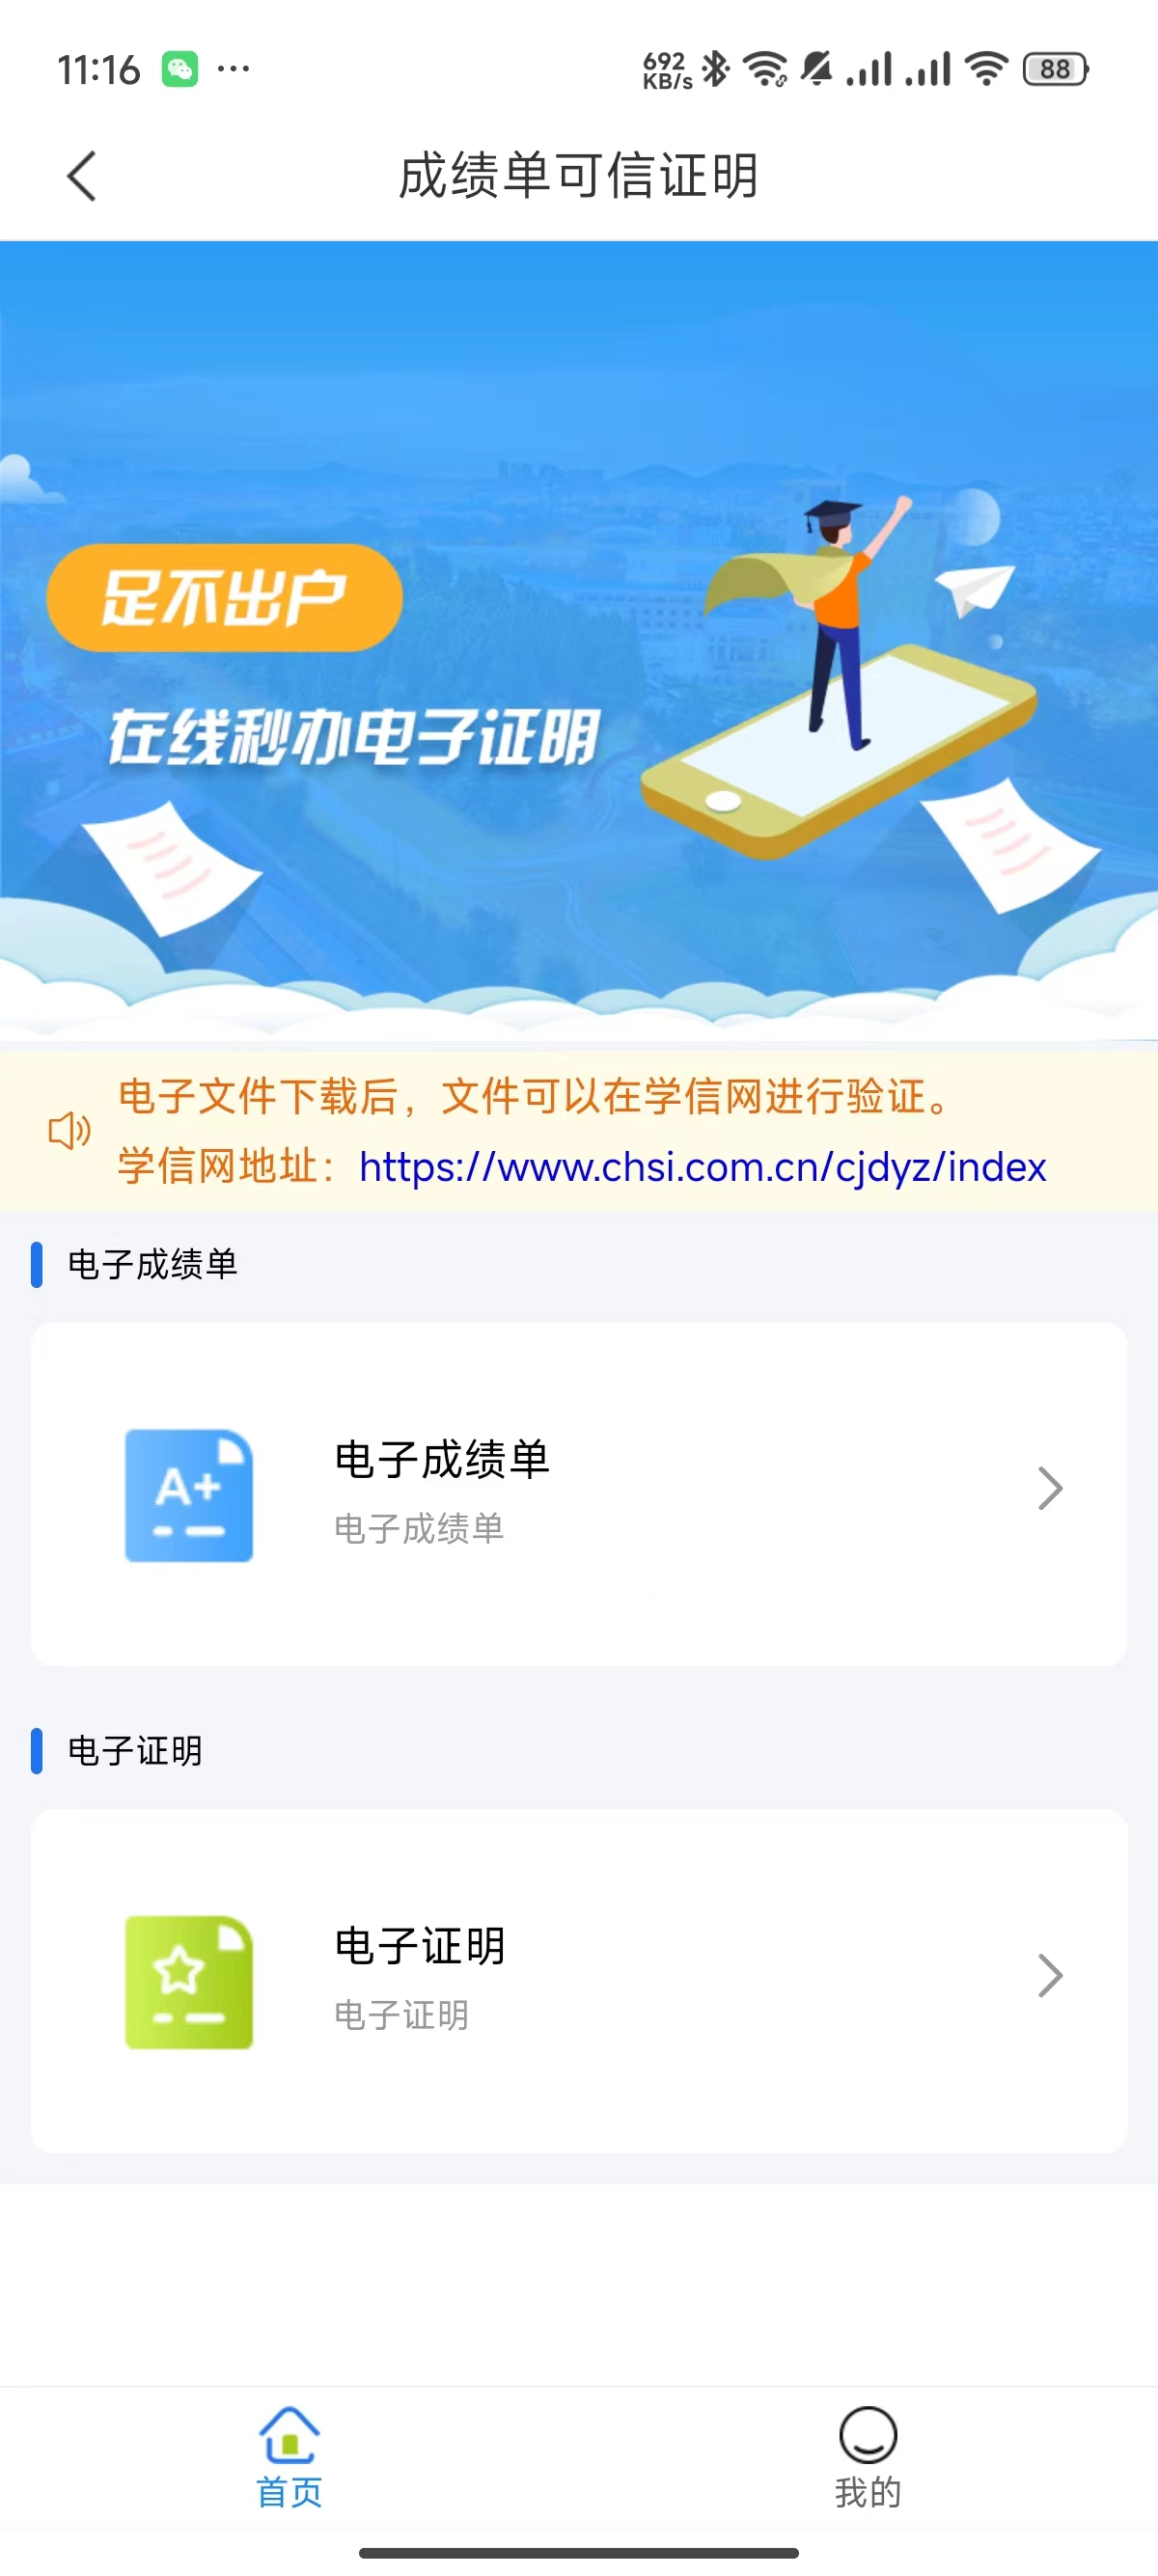 11:16 ...
692
KB/s
88
成绩单可信证明
足不出户
在线秒办电子证明
电子文件下载后，文件可以在学信网进行验证。
学信网地址：https://www.chsi.com.cn/cjdyz/index
电子成绩单
A+
电子成绩单
电子成绩单
电子证明
电子证明
电子证明
首页
我的